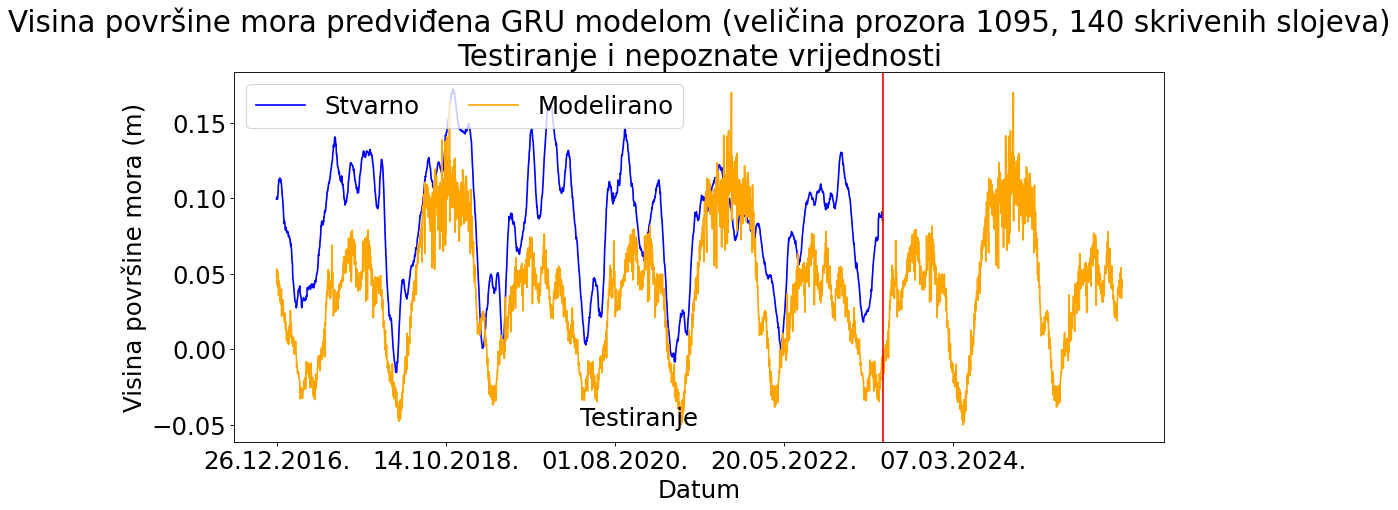 Visina površine mora predviđena GRU modelom (veličina prozora 1095, 140 skrivenih slojeva)
Testiranje i nepoznate vrijednosti
Stvarno Modelirano
Visina površine mora (m)
0.15
0.10
0.05
0.00
−0.05
Testiranje
26.12.2016. 14.10.2018. 01.08.2020. 20.05.2022. 07.03.2024.
Datum